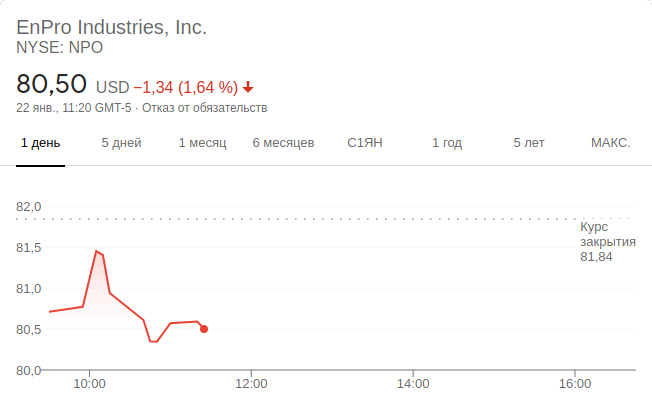 EnPro Industries, Inc.
NYSE: NPO
80,50 USD −1,34 (1,64 %)
22 янв., 11:20 GMT-5 · Отказ от обязательств
1 день 5 дней 1 месяц 6 месяцев С1ЯН 1 год 5 лет МАКС.
82,0
Курс
закрытия
81,84
81,5
81,0
80,5
80,0
10:00 12:00 14:00 16:00